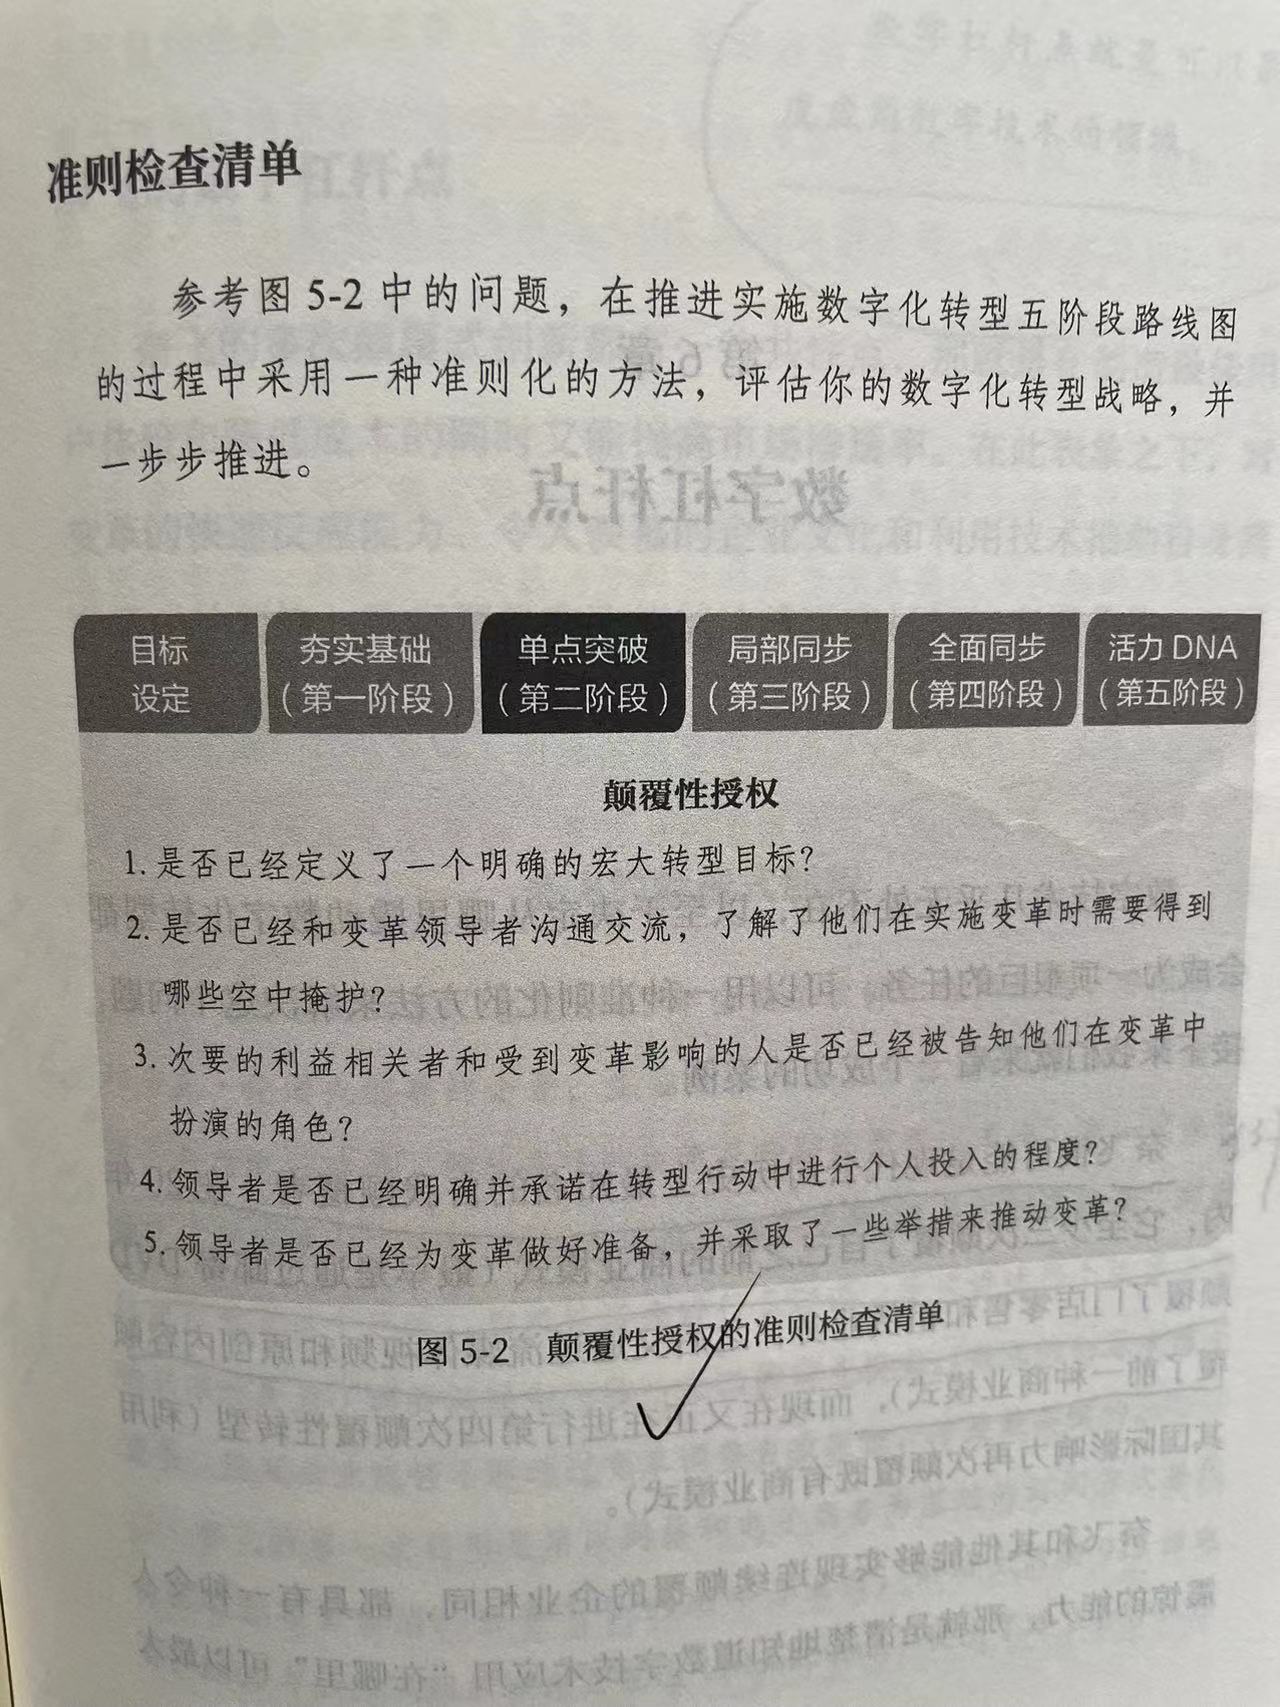 准则检查清单
参考图 5-2 中的问题，在推进实施数字化转型五阶段路线图
的过程中采用一种准则化的方法，评估你的数字化转型战略，并
一步步推进。
目标 夯实基础 单点突破 局部同步 全面同步 活力 DNA
设定 （第一阶段） （第二阶段） （第三阶段） （第四阶段） （第五阶段）
颠覆性授权
1. 是否已经定义了一个明确的宏大转型目标？
2. 是否已经和变革领导者沟通交流，了解了他们在实施变革时需要得到
哪些空中掩护？
3. 次要的利益相关者和受到变革影响的人是否已经被告知他们在变革中
扮演的角色？
4. 领导者是否已经明确并承诺在转型行动中进行个人投入的程度？
5. 领导者是否已经为变革做好准备，并采取了一些举措来推动变革？
图 5-2 颠覆性授权的准则检查清单